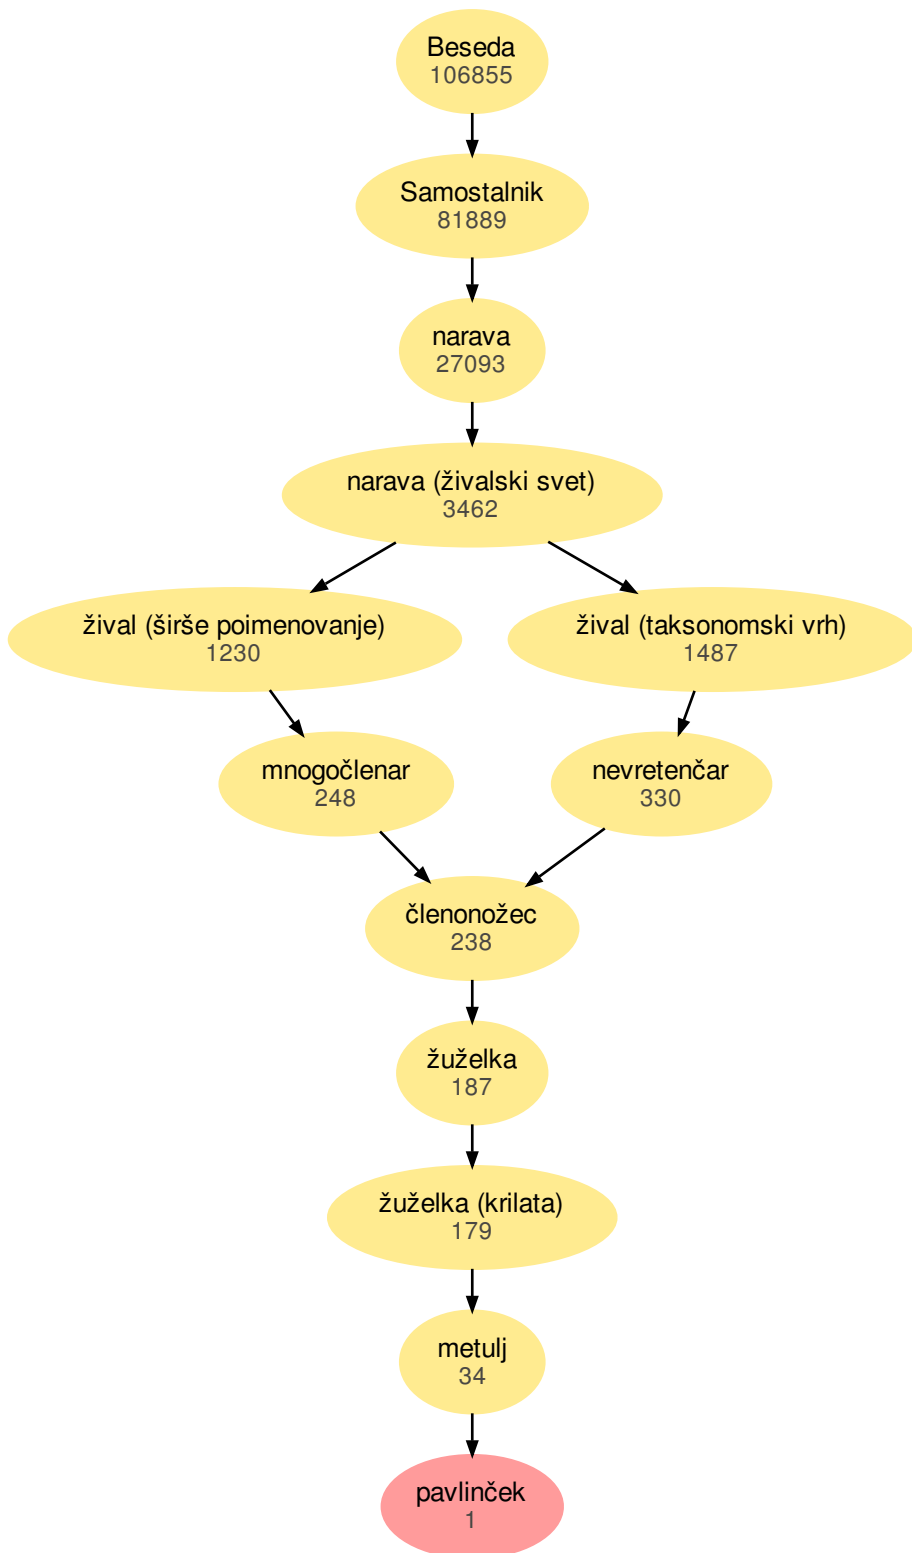 Beseda
106855
Samostalnik
81889
narava
27093
narava (živalski svet)
3462
žival (širše poimenovanje)
1230
žival (taksonomski vrh)
1487
mnogočlenar
248
nevretenčar
330
členonožec
238
žuželka
187
žuželka (krilata)
179
metulj
34
pavlinček
1